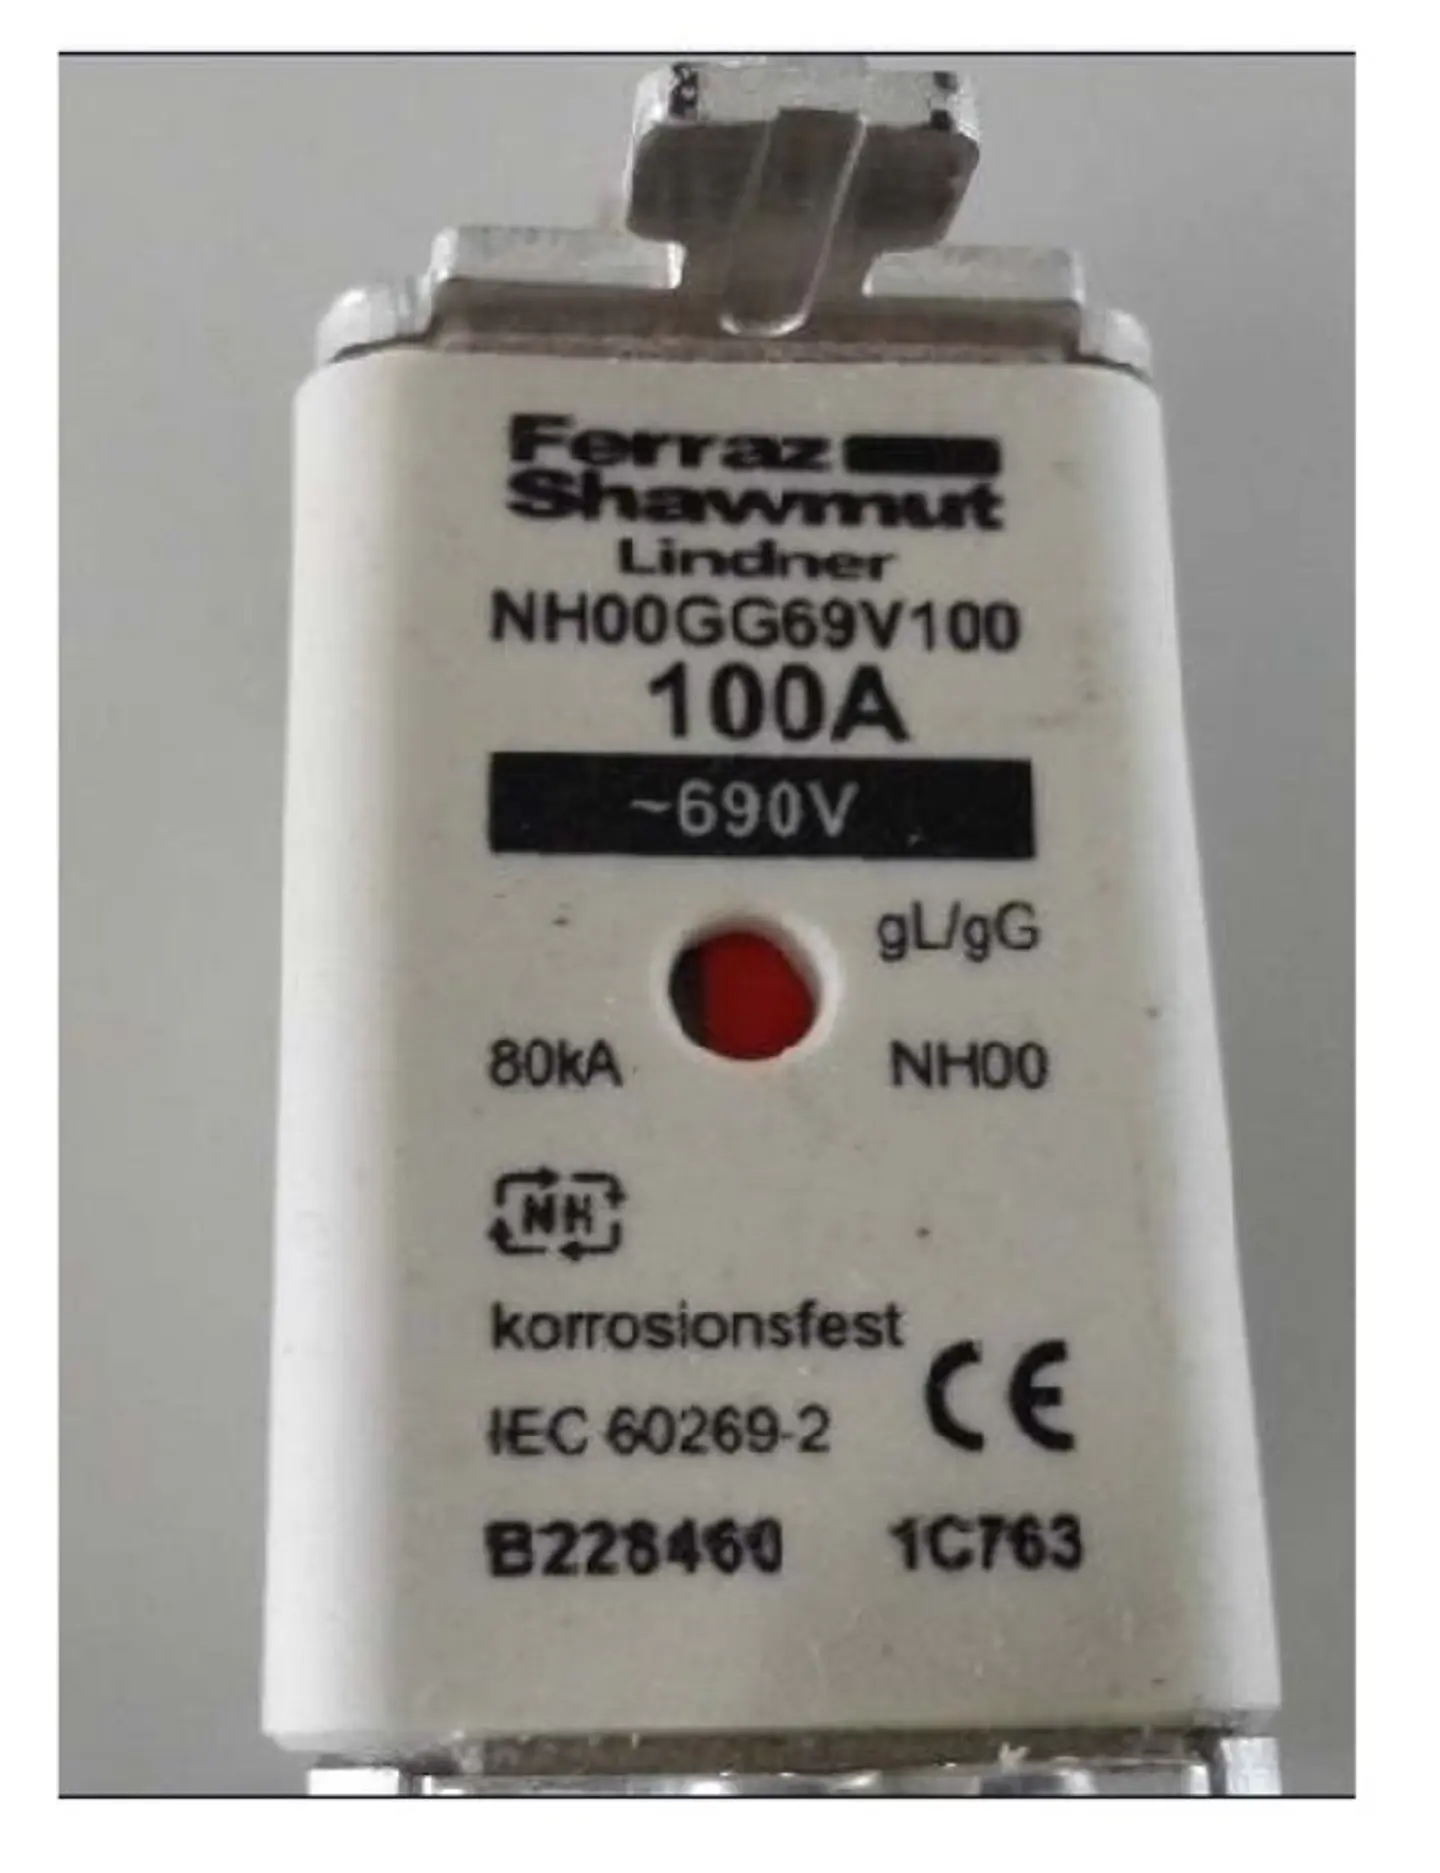 Ferraz
Shawmut
Lindner
NH00GG69V100
100A
~690V
gL/gG
80kA NH00
NH
korrosionsfest
CE
IEC 60269-2
B228460 1C763